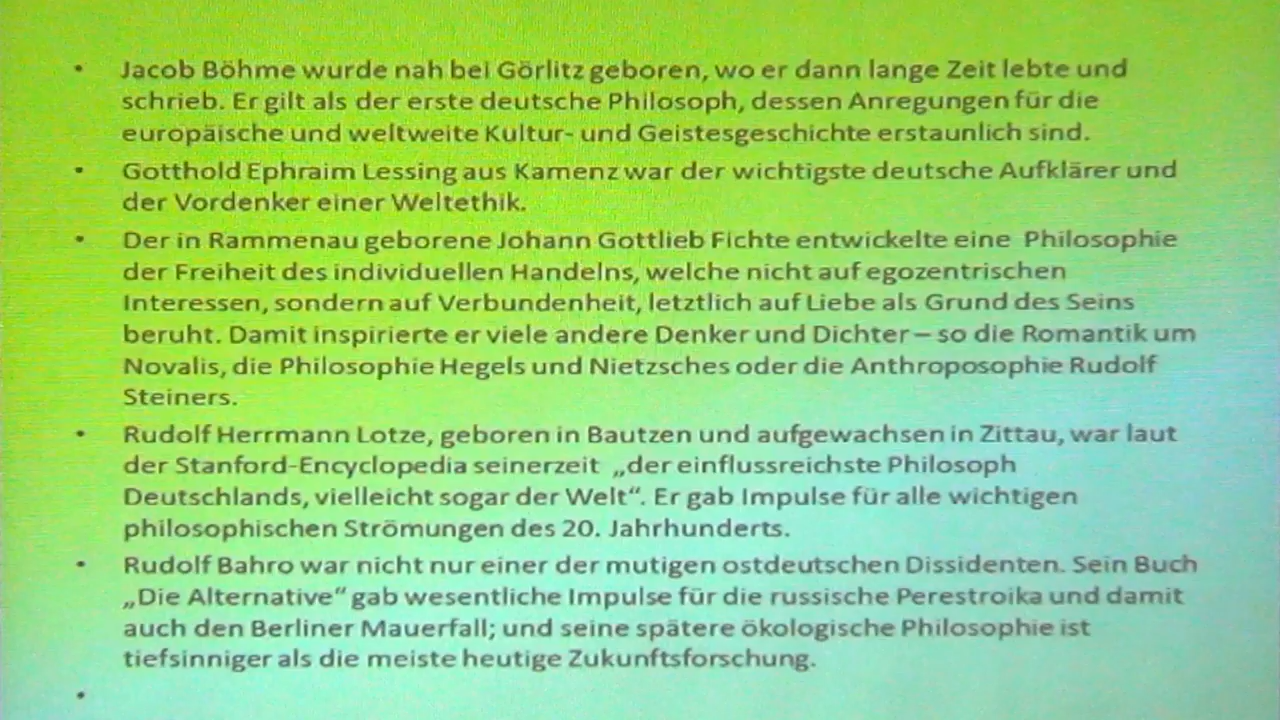 • Jacob Böhme wurde nah bei Görlitz geboren, wo er dann lange Zeit lebte und
schrieb. Er gilt als der erste deutsche Philosoph, dessen Anregungen für die
europäische und weltweite Kultur- und Geistesgeschichte erstaunlich sind.
• Gotthold Ephraim Lessing aus Kamenz war der wichtigste deutsche Aufklärer und
der Vordenker einer Weltethik.
• Der in Rammenau geborene Johann Gottlieb Fichte entwickelte eine Philosophie
der Freiheit des individuellen Handelns, welche nicht auf egozentrischen
Interessen, sondern auf Verbundenheit, letztlich auf Liebe als Grund des Seins
beruht. Damit inspirierte er viele andere Denker und Dichter – so die Romantik um
Novalis, die Philosophie Hegels und Nietzsches oder die Anthroposophie Rudolf
Steiners.
• Rudolf Herrmann Lotze, geboren in Bautzen und aufgewachsen in Zittau, war laut
der Stanford-Encyclopedia seinerzeit „der einflussreichste Philosoph
Deutschlands, vielleicht sogar der Welt“. Er gab Impulse für alle wichtigen
philosophischen Strömungen des 20. Jahrhunderts.
• Rudolf Bahro war nicht nur einer der mutigen ostdeutschen Dissidenten. Sein Buch
„Die Alternative“ gab wesentliche Impulse für die russische Perestroika und damit
auch den Berliner Mauerfall; und seine spätere ökologische Philosophie ist
tiefsinniger als die meiste heutige Zukunftsforschung.
•